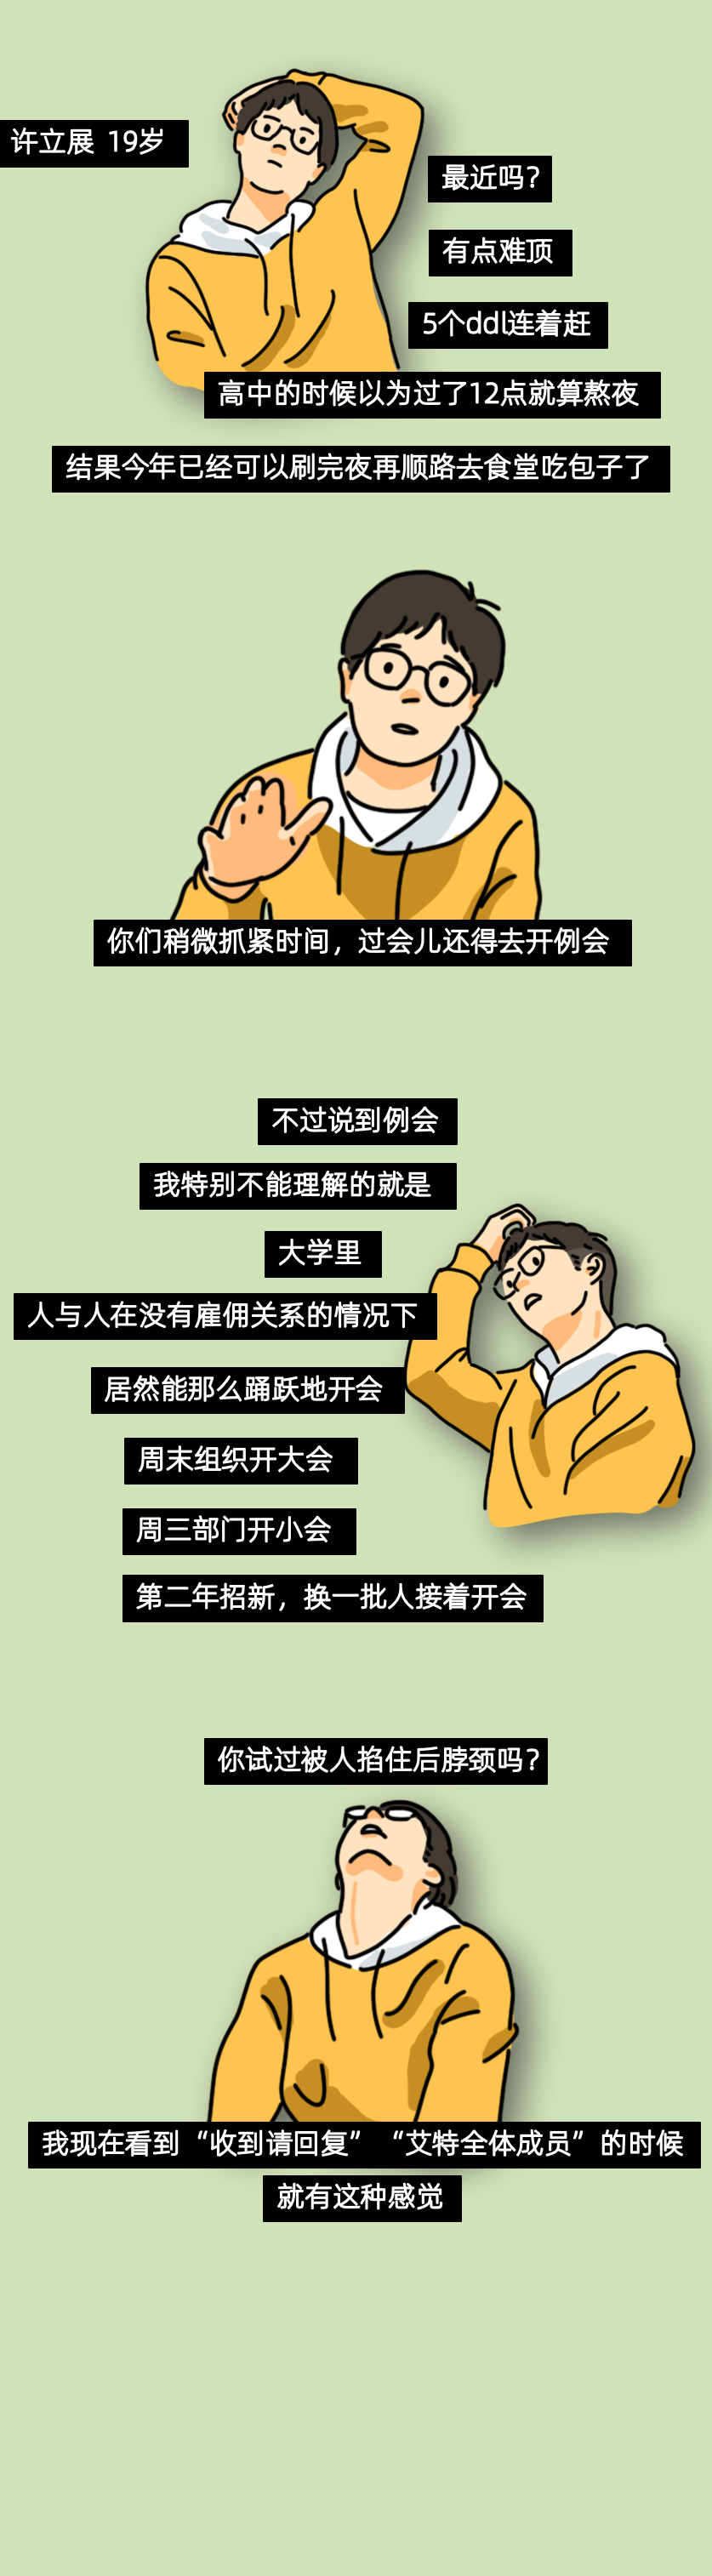 许立展 19岁
最近吗?
有点难顶
5个ddl连着赶
高中的时候以为过了12点就算熬夜
结果今年已经可以刷完夜再顺路去食堂吃包子了
你们稍微抓紧时间，过会儿还得去开例会
不过说到例会
我特别不能理解的就是
大学里
人与人在没有雇佣关系的情况下
居然能那么踊跃地开会
周末组织开大会
周三部门开小会
第二年招新，换一批人接着开会
你试过被人掐住后脖颈吗?
我现在看到“收到请回复” “艾特全体成员”的时候
就有这种感觉